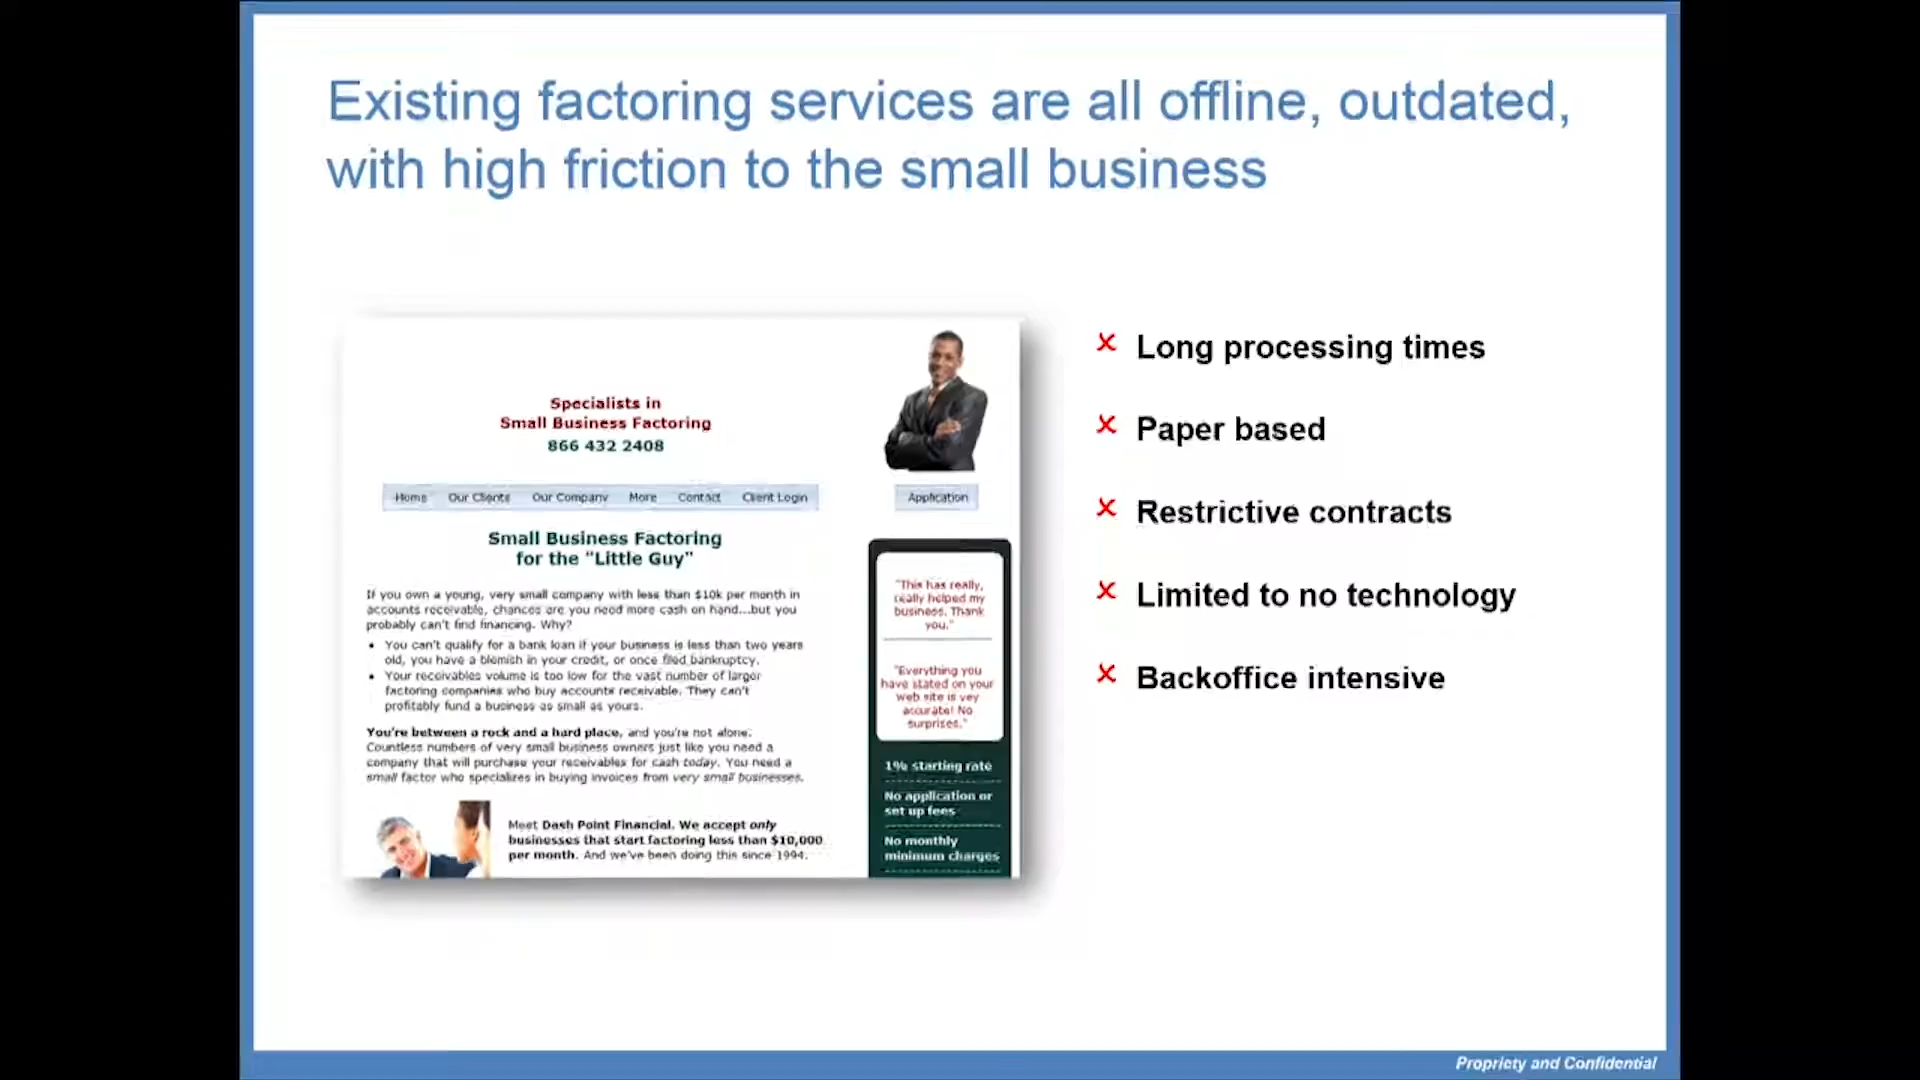 Existing factoring services are all offline, outdated,
with high friction to the small business
Specialists in
Small Business Factoring
866 432 2408
Home Our Clients Our Company More Contact Client Login
Application
Small Business Factoring
for the "Little Guy"
If you own a young, very small company with less than $10k per month in
accounts receivable, chances are you need more cash on hand...but you
probably can't find financing. Why?
• You can't qualify for a bank loan if your business is less than two years
old, you have a blemish in your credit, or once filed bankruptcy.
• Your receivables volume is too low for the vast number of larger
factoring companies who buy accounts receivable. They can't
profitably fund a business as small as yours.
You're between a rock and a hard place, and you're not alone.
Countless numbers of very small business owners just like you need a
company that will purchase your receivables for cash today. You need a
small factor who specializes in buying invoices from very small businesses.
Meet Dash Point Financial. We accept only
businesses that start factoring less than $10,000
per month. And we've been doing this since 1994.
"This has really,
really helped my
business. Thank
you."
"Everything you
have stated on your
web site is vey
accurate! No
surprises."
1% starting rate
No application or
set up fees
No monthly
minimum charges
Long processing times
Paper based
Restrictive contracts
Limited to no technology
Backoffice intensive
Propriety and Confidential